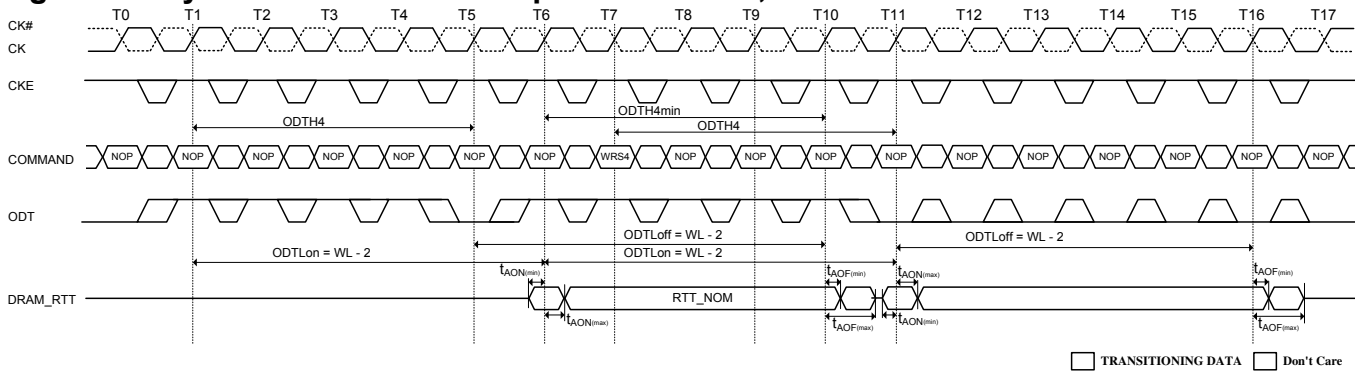 T0 T1 T2 T3 T4 T5 T6 T7 T8 T9 T10 T11 T12 T13 T14 T15 T16 T17
CK#
CK
CKE
ODTH4min
ODTH4 ODTH4
COMMAND NOP NOP NOP NOP NOP NOP NOP WRS4 NOP NOP NOP NOP NOP NOP NOP NOP NOP NOP
ODT
ODTLoff = WL - 2 ODTLoff = WL - 2
ODTLon = WL - 2 ODTLon = WL - 2
tAON(min) tAOF(min) tAON(max) tAOF(min)
DRAM_RTT RTT_NOM
tAON(max) tAOF(max) tAON(min) tAOF(max)
TRANSITIONING DATA Don't Care